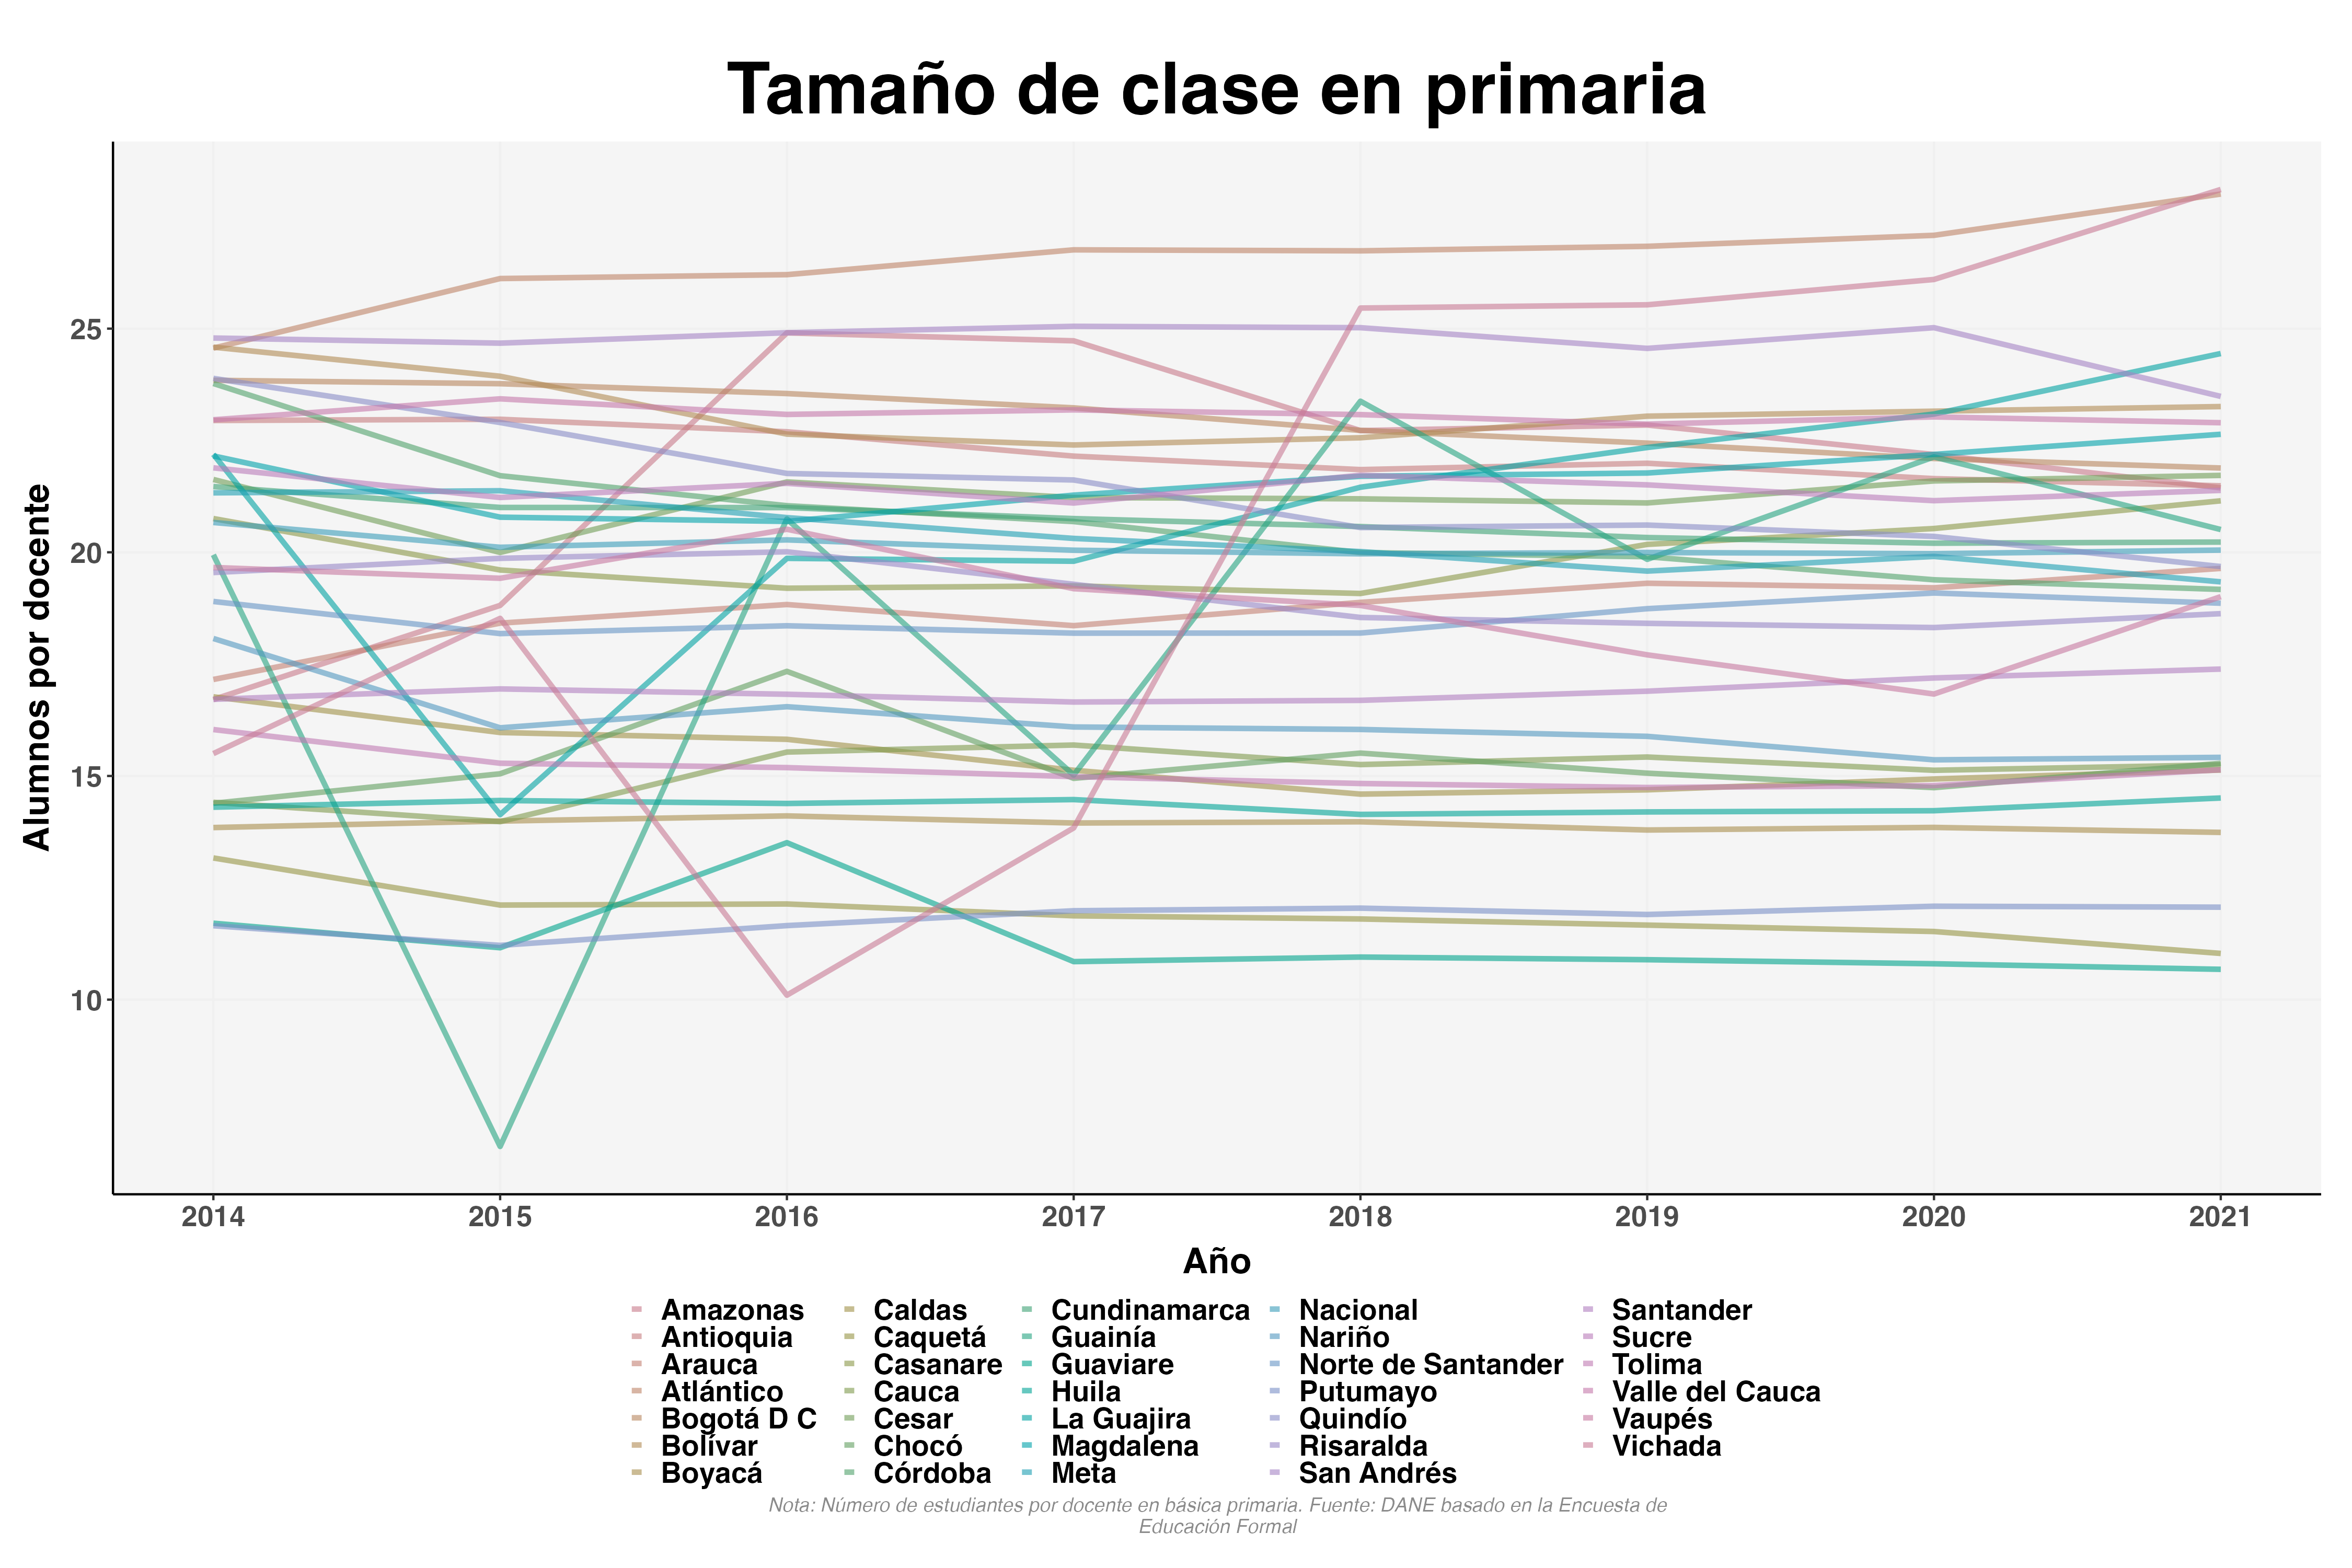 Tamaño de clase en primaria
Alumnos por docente
25
20
15
10
2014 2015 2016 2017 2018 2019 2020 2021
Año
Amazonas Caldas Cundinamarca Nacional Santander
Antioquia Caquetá Guainía Nariño Sucre
Arauca Casanare Guaviare Norte de Santander Tolima
Atlántico Cauca Huila Putumayo Valle del Cauca
Bogotá D C Cesar La Guajira Quindío Vaupés
Bolívar Chocó Magdalena Risaralda Vichada
Boyacá Córdoba Meta San Andrés
Nota: Número de estudiantes por docente en básica primaria. Fuente: DANE basado en la Encuesta de
Educación Formal